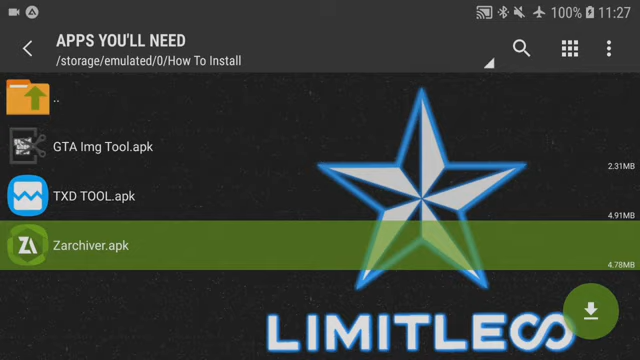 100% 11:27
APPS YOU'LL NEED
/storage/emulated/0/How To Install
..
GTA Img Tool.apk
2.31MB
TXD TOOL.apk
4.91MB
Zarchiver.apk
4.78MB
LIMITLESS